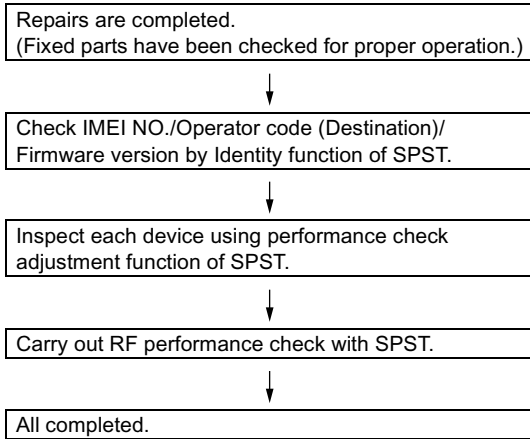 Repairs are completed.
(Fixed parts have been checked for proper operation.)
Check IMEI NO./Operator code (Destination)/
Firmware version by Identity function of SPST.
Inspect each device using performance check
adjustment function of SPST.
Carry out RF performance check with SPST.
All completed.